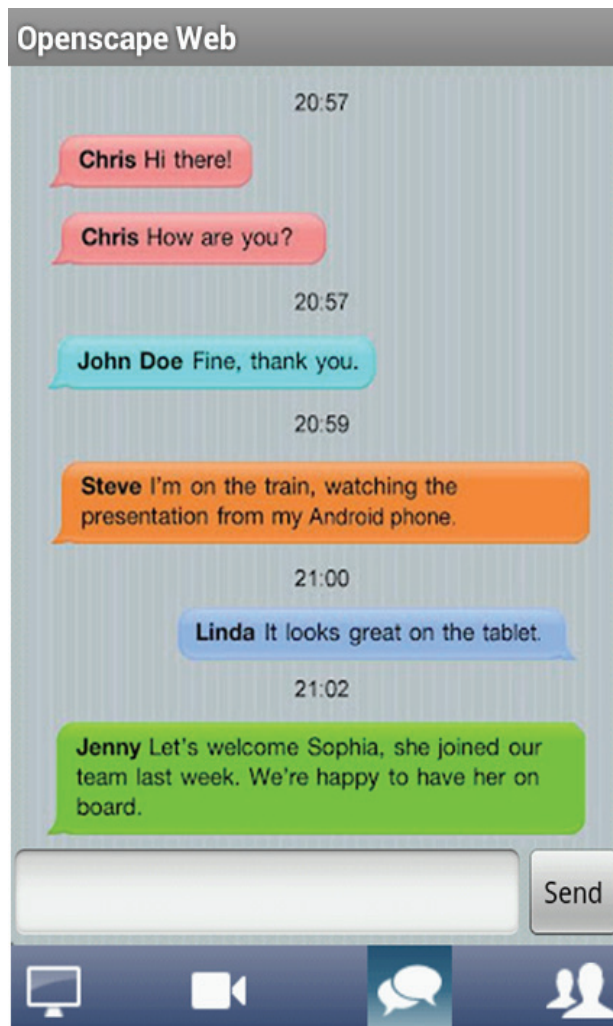 Openscape Web
20:57
Chris Hi there!
Chris How are you?
20:57
John Doe Fine, thank you.
20:59
Steve I'm on the train, watching the
presentation from my Android phone.
21:00
Linda It looks great on the tablet.
21:02
Jenny Let's welcome Sophia, she joined our
team last week. We're happy to have her on
board.
Send